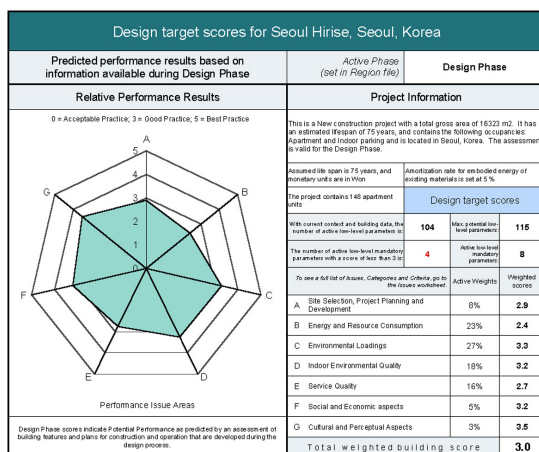 Design target scores for Seoul Hirise, Seoul, Korea
Predicted performance results based on
information available during Design Phase
Active Phase
(set in Region file)
Design Phase
Relative Performance Results
Project Information
0 = Acceptable Practice; 3 = Good Practice; 5 = Best Practice
A
B
C
D
E
F
G
5
4
3
2
1
0
Performance Issue Areas
Design Phase scores indicate Potential Performance as predicted by an assessment of
building features and plans for construction and operation that are developed during the
design process.
This is a New construction project with a total gross area of 16323 m2. It has
an estimated lifespan of 75 years, and contains the following occupancies:
Apartment and Indoor parking and is located in Seoul, Korea. The assessment
is valid for the Design Phase.
Assumed life span is 75 years, and
monetary units are in Won
Amortization rate for embodied energy of
existing materials is set at 5 %
The project contains 148 apartment
units
Design target scores
With current context and building data, the
number of active low-level parameters is:
104
Max. potential low-
level parameters:
115
The number of active low-level mandatory
parameters with a score of less than 3 is:
4
Active low-level
mandatory
parameters:
8
To see a full list of Issues, Categories and Criteria, go to
the Issues worksheet.
Active Weights
Weighted
scores
A Site Selection, Project Planning and
Development 8% 2.9
B Energy and Resource Consumption 23% 2.4
C Environmental Loadings 27% 3.3
D Indoor Environmental Quality 18% 3.2
E Service Quality 16% 2.7
F Social and Economic aspects 5% 3.2
G Cultural and Perceptual Aspects 3% 3.5
Total weighted building score 3.0